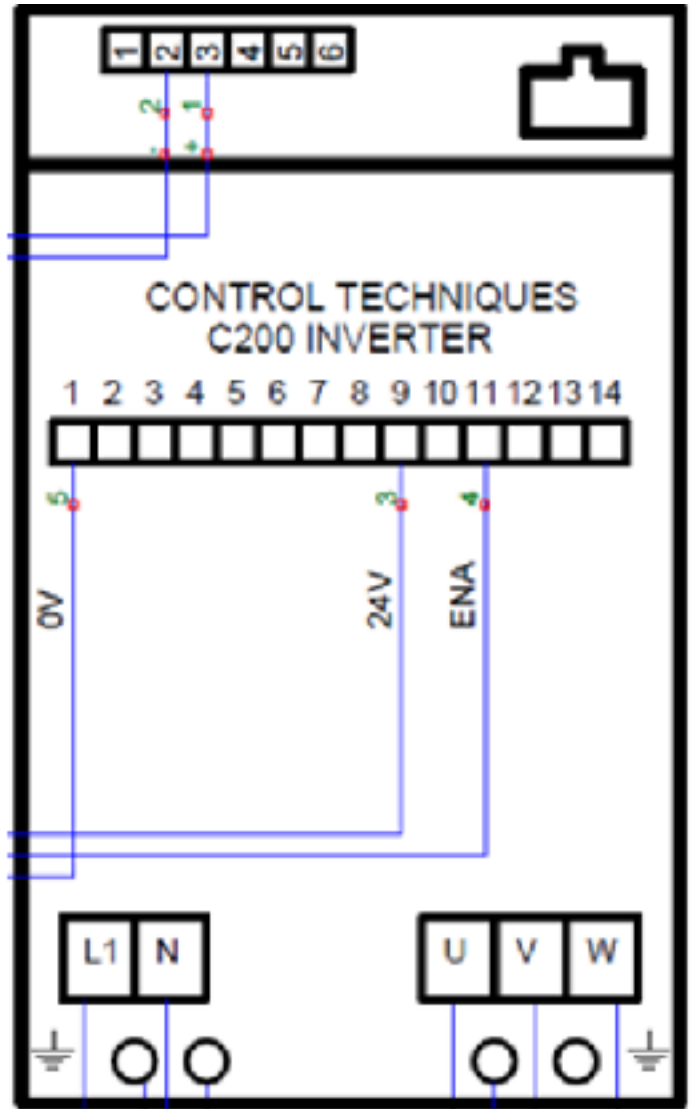 1 2 3 4 5 6
2 1
- +
CONTROL TECHNIQUES
C200 INVERTER
1 2 3 4 5 6 7 8 9 10 11 12 13 14
5 3 4
0V 24V ENA
L1 N U V W